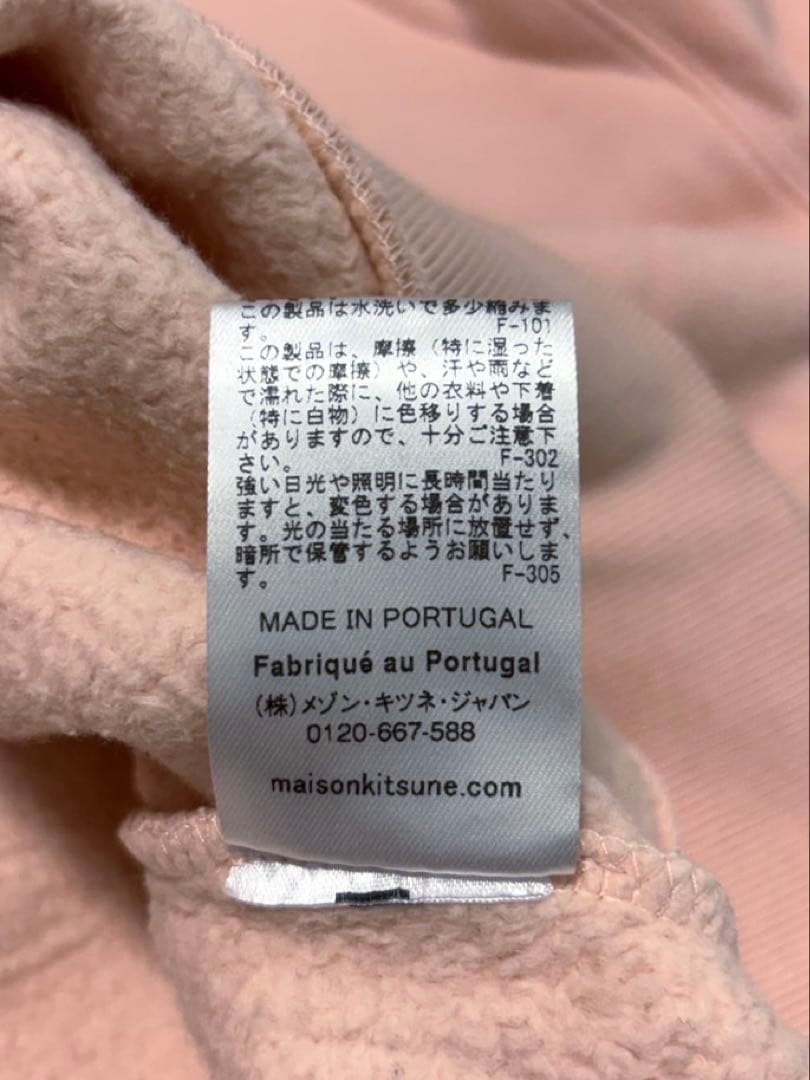 この製品は水洗いで多少縮みま
す。 F-101
この製品は、摩擦（特に湿った
状態での摩擦）や、汗や雨など
で濡れた際に、他の衣料や下着
（特に白物）に色移りする場合
がありますので、十分ご注意下
さい。 F-302
強い日光や照明に長時間当たり
ますと、変色する場合がありま
す。光の当たる場所に放置せず、
暗所で保管するようお願いしま
す。 F-305
MADE IN PORTUGAL
Fabriqué au Portugal
(株)メゾン・キツネ・ジャパン
0120-667-588
maisonkitsune.com